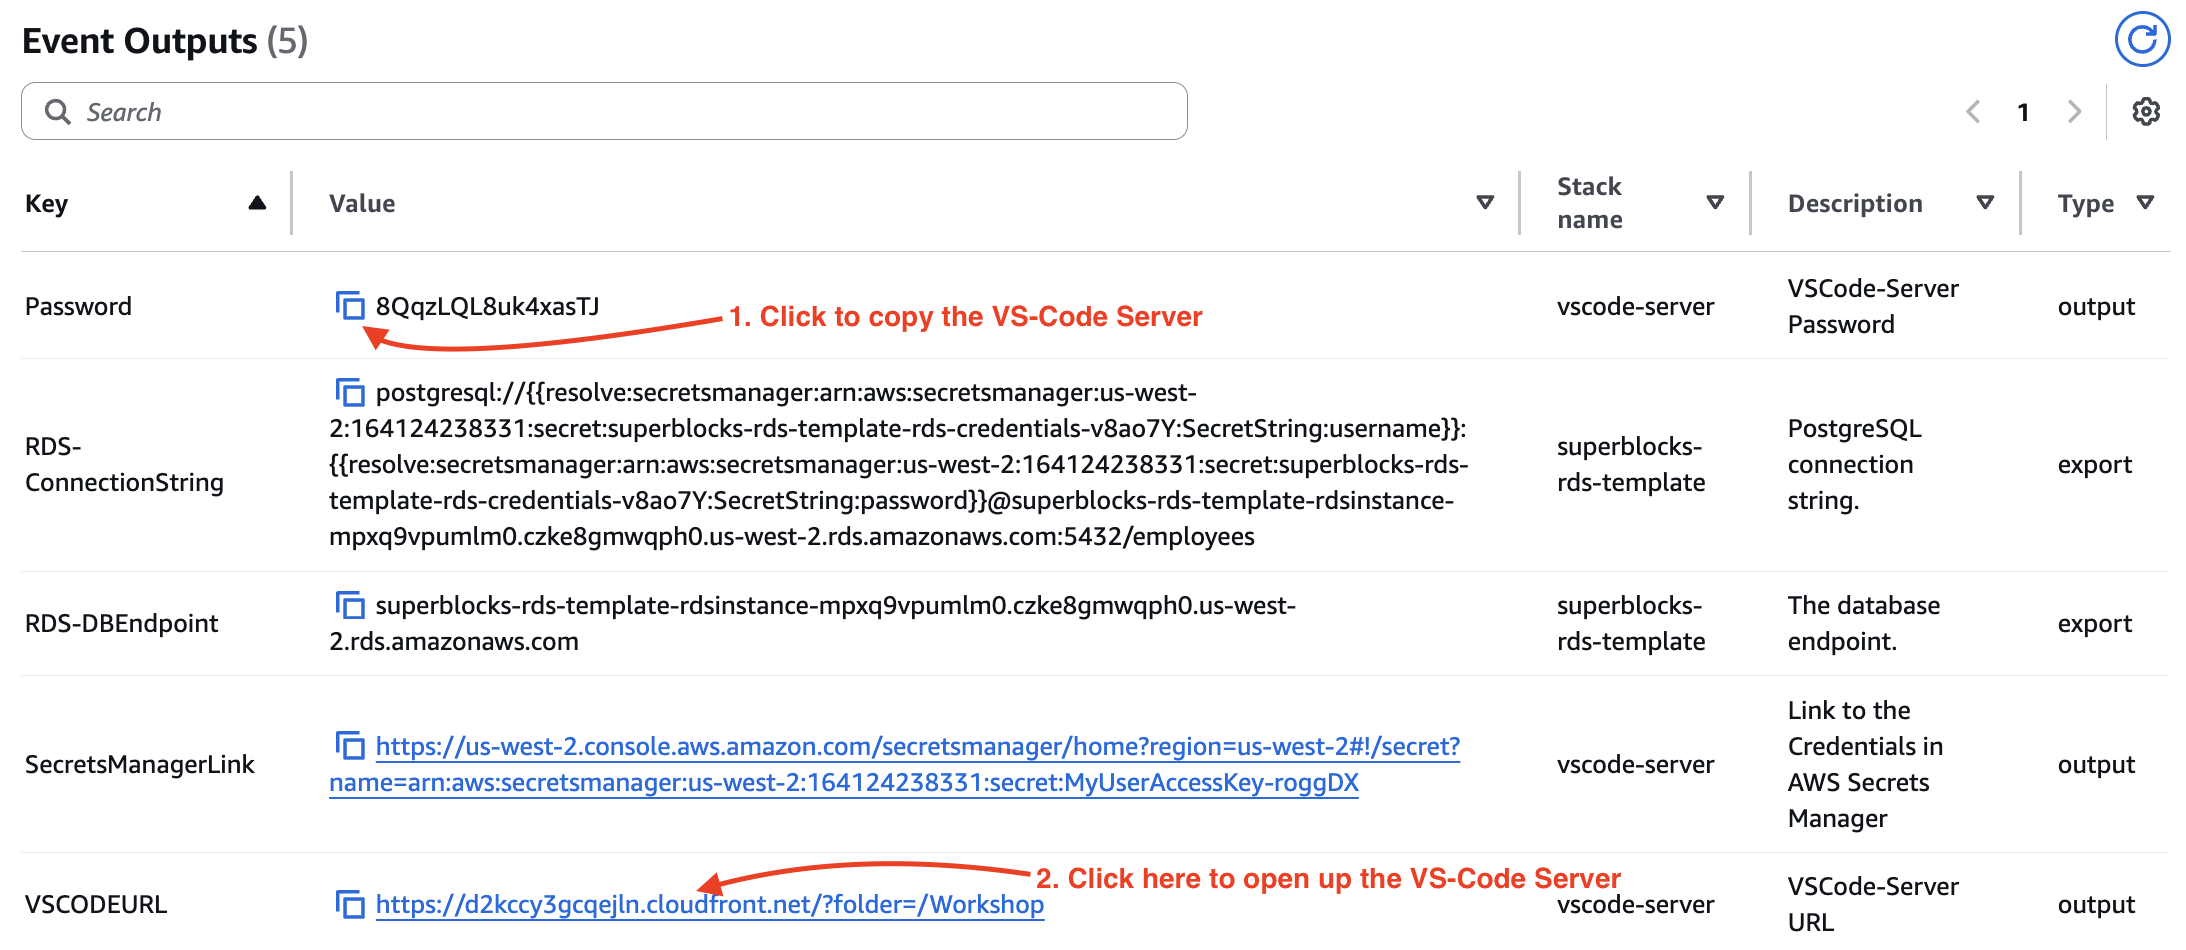 Event Outputs (5)
Search
1
Key
Value
Stack
name
Description
Type
Password
8QqzLQL8uk4xasTJ
1. Click to copy the VS-Code Server
vscode-server
VSCode-Server
Password
output
RDS-
ConnectionString
postgresql://{{resolve:secretsmanager:arn:aws:secretsmanager:us-west-
2:164124238331:secret:superblocks-rds-template-rds-credentials-v8ao7Y:SecretString:username}}:
{{resolve:secretsmanager:arn:aws:secretsmanager:us-west-2:164124238331:secret:superblocks-rds-
template-rds-credentials-v8ao7Y:SecretString:password}}@superblocks-rds-template-rdsinstance-
mpxq9vpumlm0.czke8gmwqph0.us-west-2.rds.amazonaws.com:5432/employees
superblocks-
rds-template
PostgreSQL
connection
string.
export
RDS-DBEndpoint
superblocks-rds-template-rdsinstance-mpxq9vpumlm0.czke8gmwqph0.us-west-
2.rds.amazonaws.com
superblocks-
rds-template
The database
endpoint.
export
SecretsManagerLink
https://us-west-2.console.aws.amazon.com/secretsmanager/home?region=us-west-2#!/secret?
name=arn:aws:secretsmanager:us-west-2:164124238331:secret:MyUserAccessKey-roggDX
vscode-server
Link to the
Credentials in
AWS Secrets
Manager
output
VSCODEURL
https://d2kccy3gcqejln.cloudfront.net/?folder=/Workshop
2. Click here to open up the VS-Code Server
vscode-server
VSCode-Server
URL
output